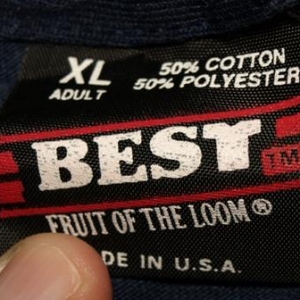 XL
ADULT
50% COTTON
50% POLYESTER
BEST TM
FRUIT OF THE LOOM®
DE IN U.S.A.